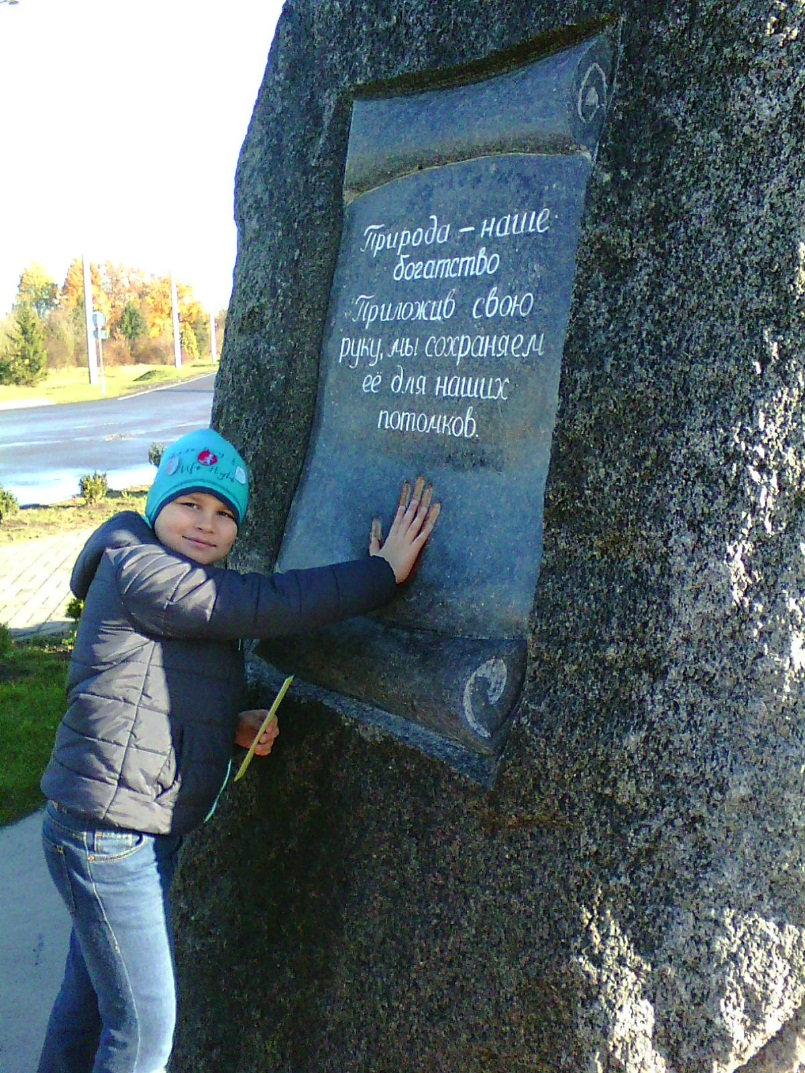 Природа – наше
богатство
Приложив свою
руку, мы сохраняем
её для наших
потомков.